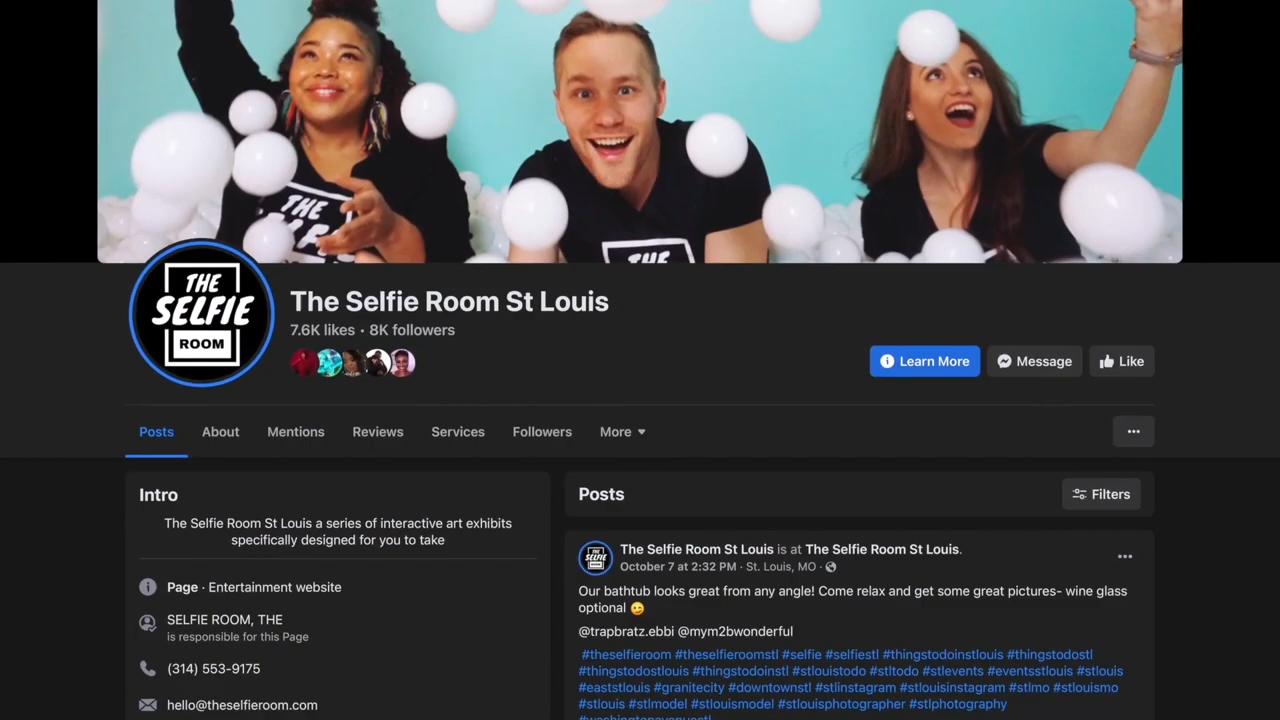 THE
THE
THE
SELFIE
ROOM
The Selfie Room St Louis
7.6K likes · 8K followers
Learn More
Message
Like
Posts
About
Mentions
Reviews
Services
Followers
More
Intro
The Selfie Room St Louis a series of interactive art exhibits
specifically designed for you to take
Page · Entertainment website
SELFIE ROOM, THE
is responsible for this Page
(314) 553-9175
hello@theselfieroom.com
Posts
Filters
THE
SELFIE
ROOM
The Selfie Room St Louis is at The Selfie Room St Louis.
October 7 at 2:32 PM · St. Louis, MO ·
Our bathtub looks great from any angle! Come relax and get some great pictures- wine glass
optional 😉
@trapbratz.ebbi @mym2bwonderful
#theselfieroom #theselfieroomstl #selfie #selfiestl #thingstodoinstlouis #thingstodostl
#thingstodostlouis #thingstodoinstl #stlouistodo #stltodo #stlevents #eventsstlouis #stlouis
#eaststlouis #granitecity #downtownstl #stlinstagram #stlouisinstagram #stlmo #stlouismo
#stlouis #stlmodel #stlouismodel #stlouisphotographer #stlphotography